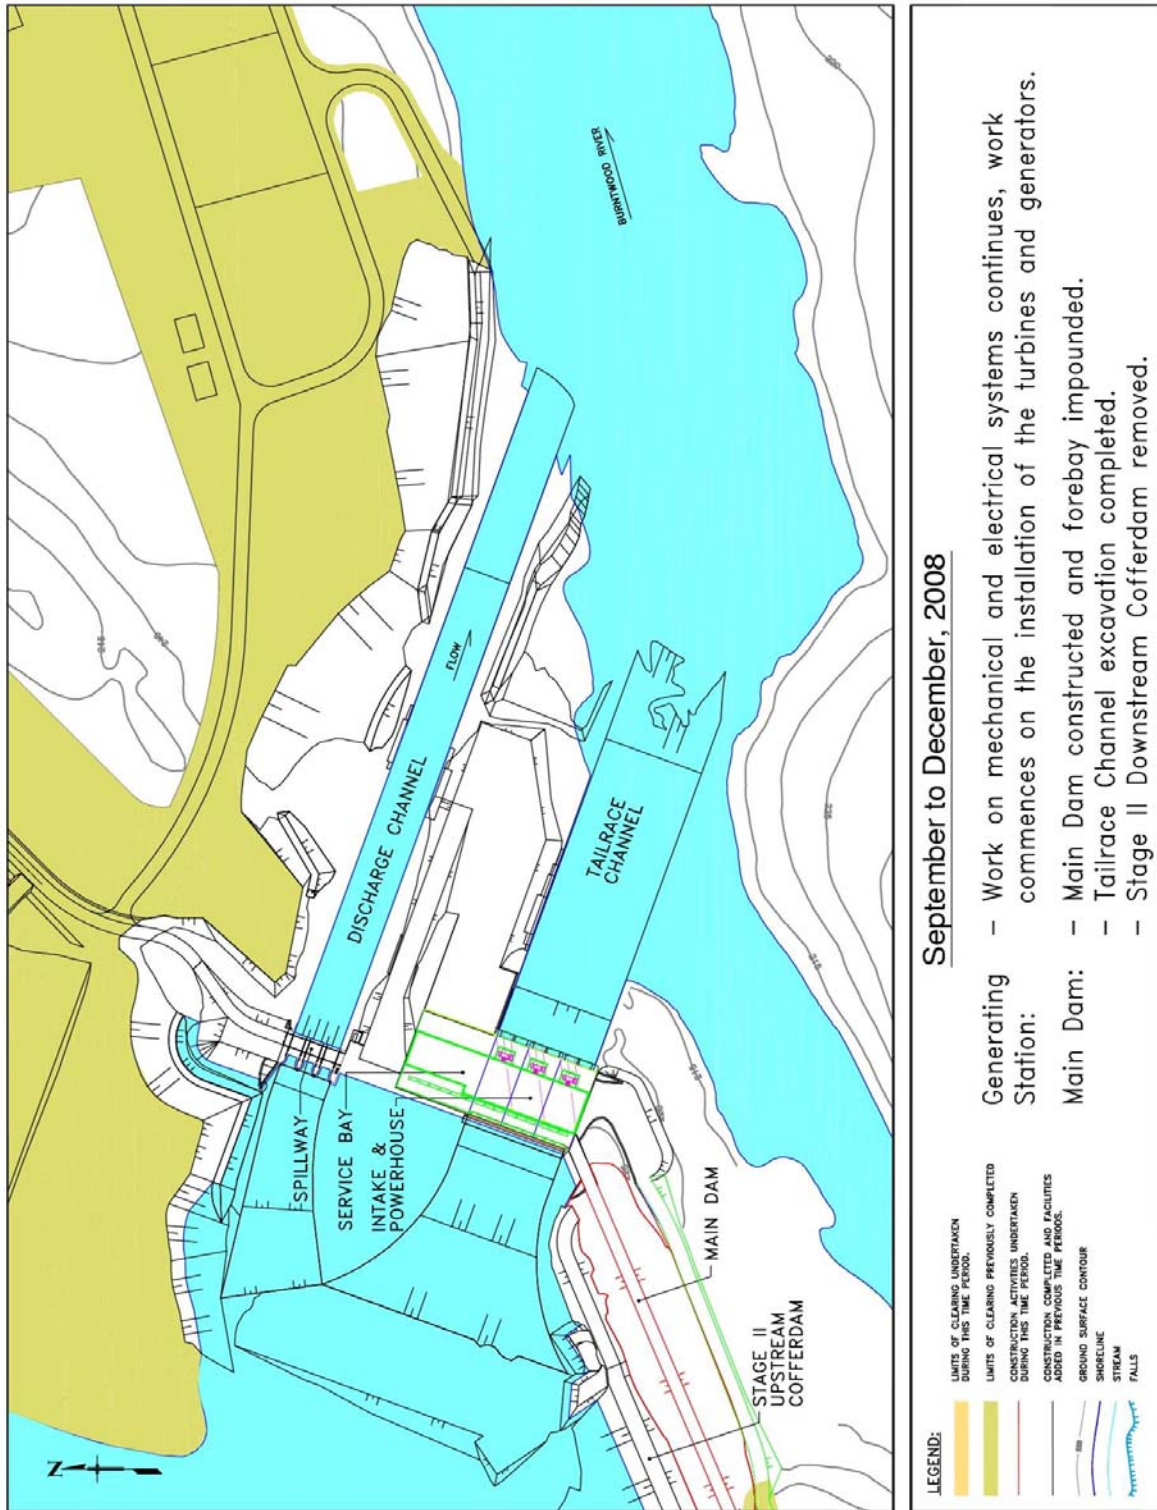 N
BURNTWOOD RIVER
FLOW
DISCHARGE CHANNEL
TAILRACE
CHANNEL
SPILLWAY
SERVICE BAY
INTAKE &
POWERHOUSE
MAIN DAM
STAGE II
UPSTREAM
COFFERDAM
September to December, 2008
Generating Station: – Work on mechanical and electrical systems continues, work
commences on the installation of the turbines and generators.
Main Dam: – Main Dam constructed and forebay impounded.
– Tailrace Channel excavation completed.
– Stage II Downstream Cofferdam removed.
LEGEND:
LIMITS OF CLEARING UNDERTAKEN
DURING THIS TIME PERIOD.
LIMITS OF CLEARING PREVIOUSLY COMPLETED
CONSTRUCTION ACTIVITIES UNDERTAKEN
DURING THIS TIME PERIOD.
CONSTRUCTION COMPLETED AND FACILITIES
ADDED IN PREVIOUS TIME PERIODS.
GROUND SURFACE CONTOUR
SHORELINE
STREAM
FALLS